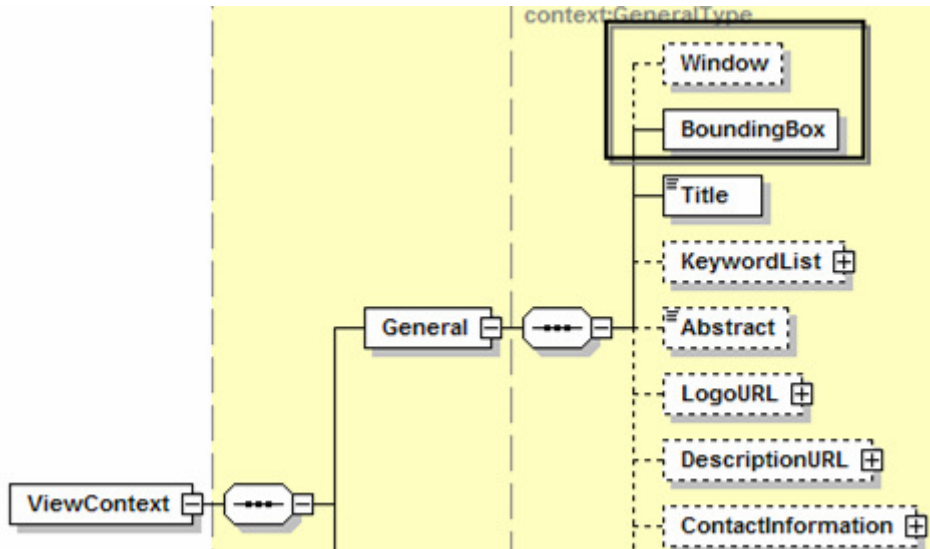 context:GeneralType
Window
BoundingBox
Title
KeywordList
General
Abstract
LogoURL
DescriptionURL
ViewContext
ContactInformation